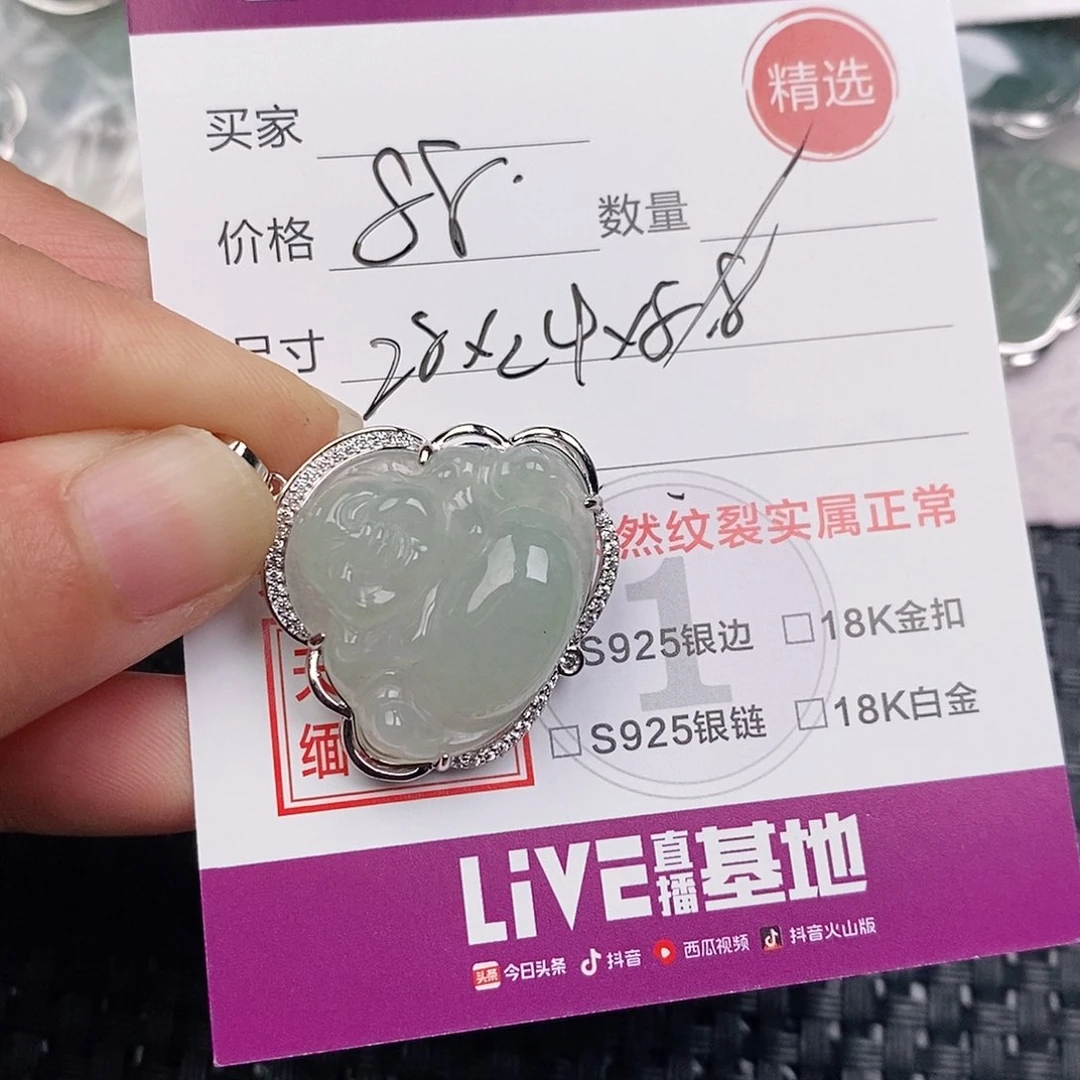 精选
买家
价格 85. 数量
尺寸 28x24x8.8
然纹裂实属正常
S925银边 18K金扣
缅
S925银链 18K白金
1
LiVE直播基地
头条 今日头条 抖音 西瓜视频 抖音火山版